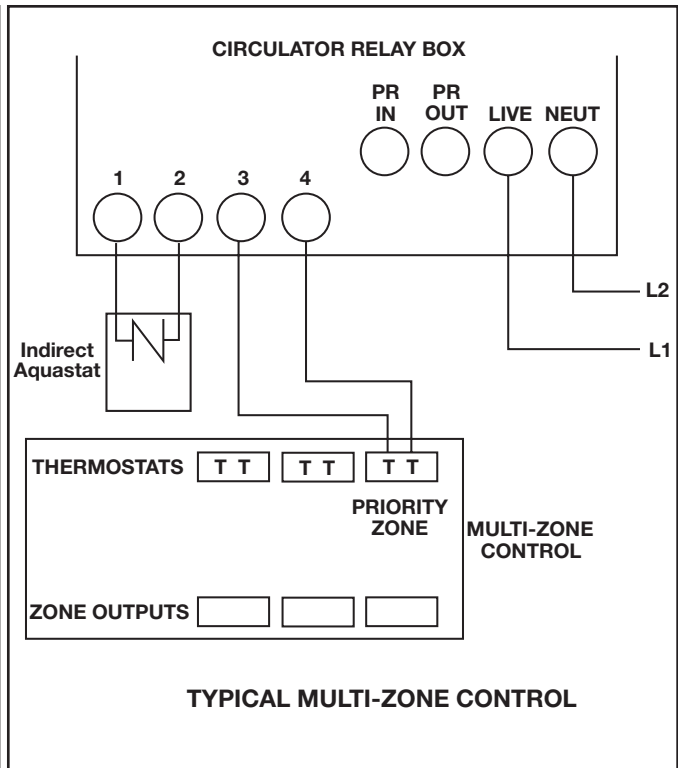 CIRCULATOR RELAY BOX
PR IN
PR OUT
LIVE
NEUT
1
2
3
4
L2
L1
Indirect
Aquastat
THERMOSTATS
T T
T T
T T
PRIORITY
ZONE
MULTI-ZONE
CONTROL
ZONE OUTPUTS
TYPICAL MULTI-ZONE CONTROL